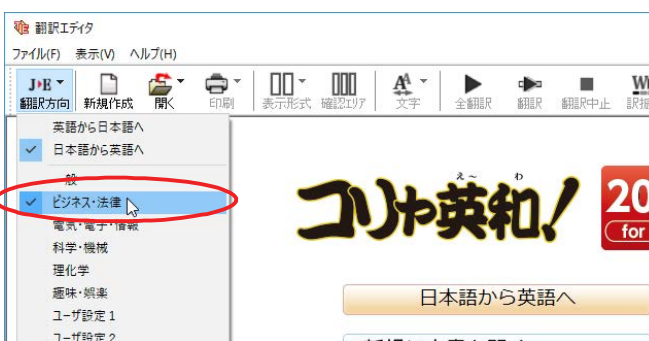 翻訳エディタ
ファイル(F) 表示(V) ヘルプ(H)
J▶E
翻訳方向 新規作成 開く 印刷 表示形式 確認エリア 文字 全翻訳 翻訳 翻訳中止
英語から日本語へ
日本語から英語へ
一般
ビジネス・法律
電気・電子・情報
科学・機械
理化学
趣味・娯楽
ユーザ設定 1
ユーザ設定 2
えー わ
コリャ英和!
20
for
日本語から英語へ